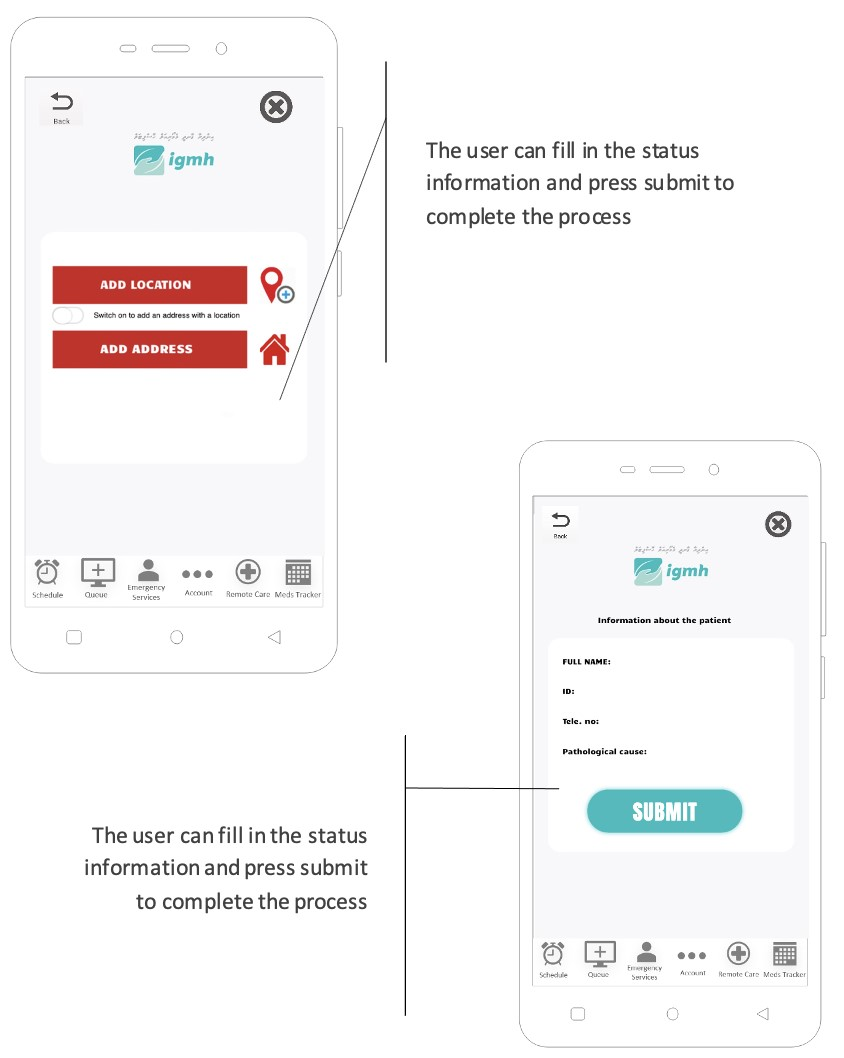 Back
igmh
The user can fill in the status
information and press submit to
complete the process
ADD LOCATION
Switch on to add an address with a location
ADD ADDRESS
Schedule
Queue
Emergency
Services
Account
Remote Care
Meds Tracker
Back
igmh
Information about the patient
FULL NAME:
ID:
Tele. no:
Pathological cause:
SUBMIT
The user can fill in the status
information and press submit
to complete the process
Schedule
Queue
Emergency
Services
Account
Remote Care
Meds Tracker